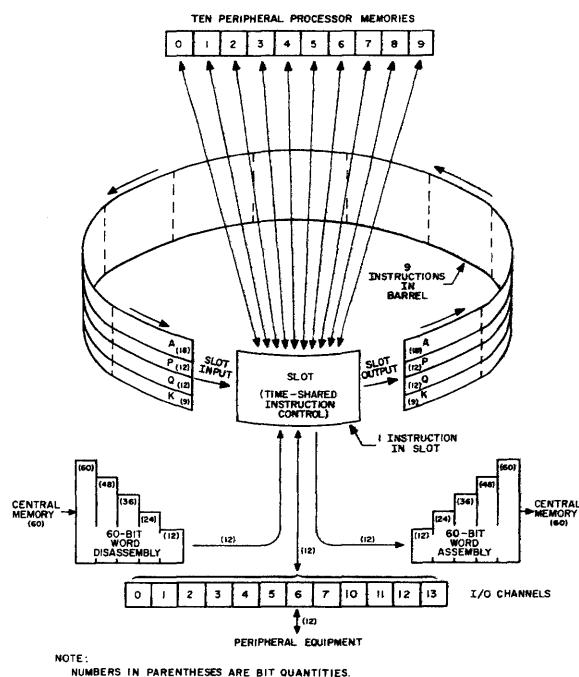 TEN PERIPHERAL PROCESSOR MEMORIES
0 1 2 3 4 5 6 7 8 9
9
INSTRUCTIONS
IN
BARREL
A (18)
P (12)
Q (12)
K (9)
SLOT
INPUT
SLOT
(TIME-SHARED
INSTRUCTION
CONTROL)
SLOT
OUTPUT
A
(18) P
(12) Q
(12) K
(9)
1 INSTRUCTION
IN SLOT
CENTRAL
MEMORY
(60)
(60)
(48)
(36)
(24)
(12)
60-BIT
WORD
DISASSEMBLY
(12)
(12)
(12)
(12)
(24)
(36)
(48)
(60)
60-BIT
WORD
ASSEMBLY
CENTRAL
MEMORY
(60)
0 1 2 3 4 5 6 7 10 11 12 13
I/O CHANNELS
(12)
PERIPHERAL EQUIPMENT
NOTE:
NUMBERS IN PARENTHESES ARE BIT QUANTITIES.